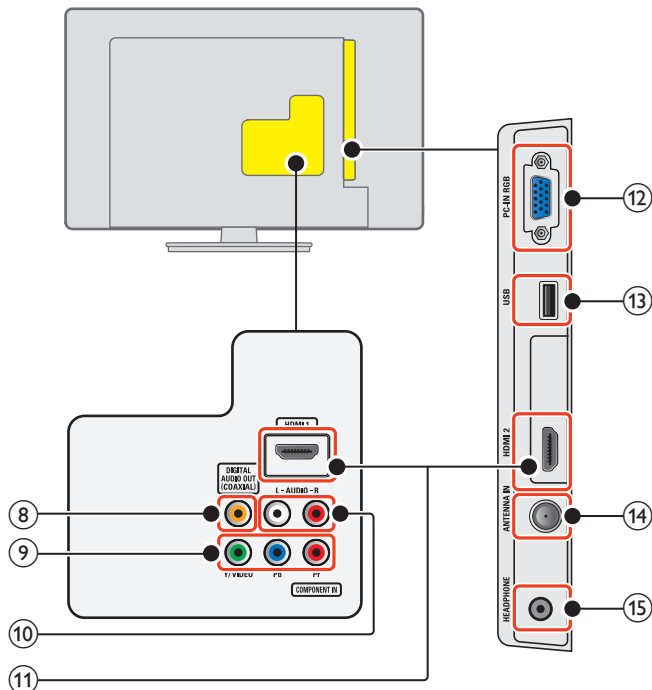 PC-IN RGB
12
USB
13
HDMI 1
HDMI 2
DIGITAL
AUDIO OUT
(COAXIAL)
L - AUDIO - R
ANTENNA IN
8
14
9
Y/ VIDEO Pb Pr
COMPONENT IN
HEADPHONE
15
10
11